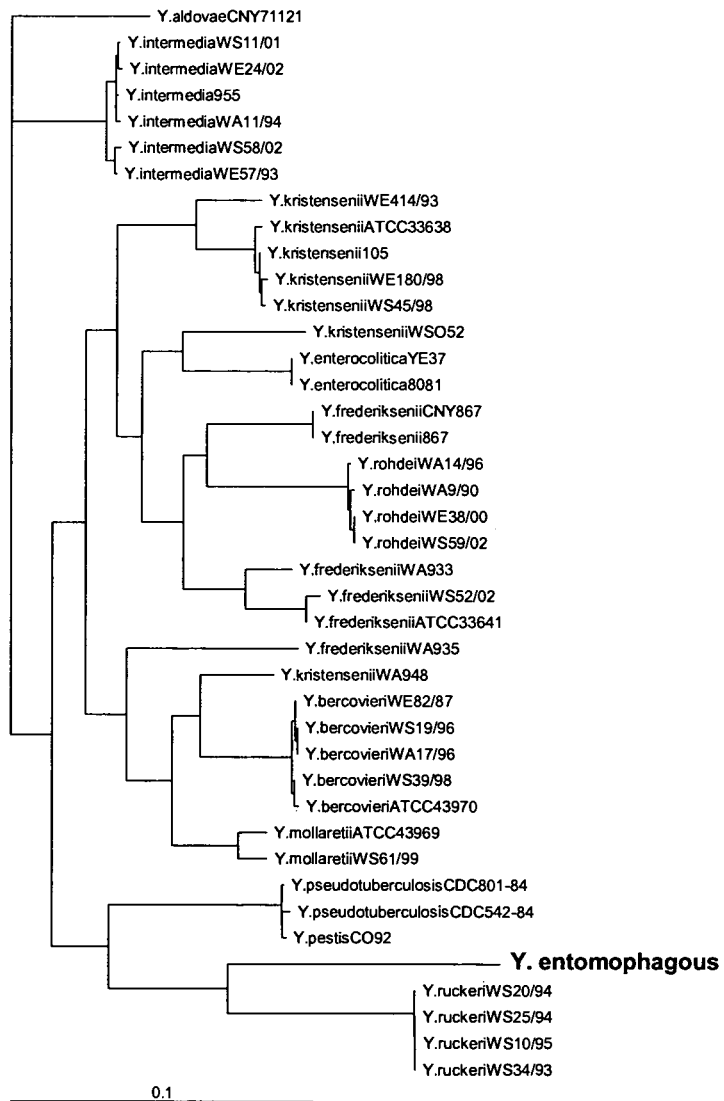 Y.aldovaeCNY71121
Y.intermediaWS11/01
Y.intermediaWE24/02
Y.intermedia955
Y.intermediaWA11/94
Y.intermediaWS58/02
Y.intermediaWE57/93
Y.kristenseniiWE414/93
Y.kristenseniiATCC33638
Y.kristensenii105
Y.kristenseniiWE180/98
Y.kristenseniiWS45/98
Y.kristenseniiWSO52
Y.enterocoliticaYE37
Y.enterocolitica8081
Y.frederikseniiCNY867
Y.frederiksenii867
Y.rohdeiWA14/96
Y.rohdeiWA9/90
Y.rohdeiWE38/00
Y.rohdeiWS59/02
Y.frederikseniiWA933
Y.frederikseniiWS52/02
Y.frederikseniiATCC33641
Y.frederikseniiWA935
Y.kristenseniiWA948
Y.bercovieriWE82/87
Y.bercovieriWS19/96
Y.bercovieriWA17/96
Y.bercovieriWS39/98
Y.bercovieriATCC43970
Y.mollaretiiATCC43969
Y.mollaretiiWS61/99
Y.pseudotuberculosisCDC801-84
Y.pseudotuberculosisCDC542-84
Y.pestisCO92
Y. entomophagous
Y.ruckeriWS20/94
Y.ruckeriWS25/94
Y.ruckeriWS10/95
Y.ruckeriWS34/93
0.1